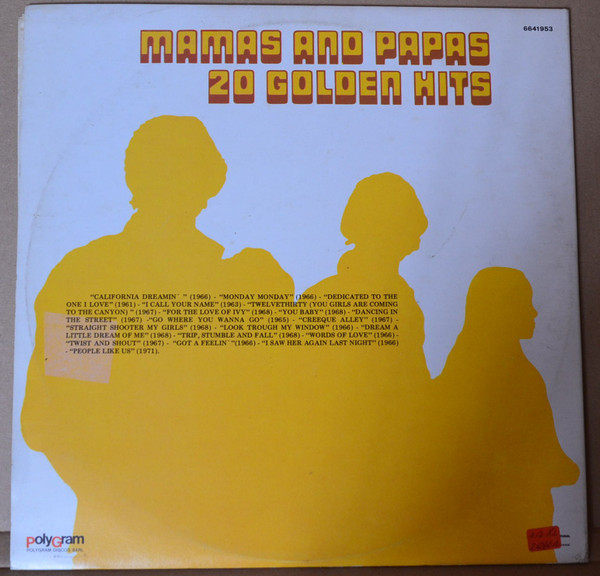 6641953
MAMAS AND PAPAS
20 GOLDEN HITS
"CALIFORNIA DREAMIN´ " (1966) - "MONDAY MONDAY" (1966) - "DEDICATED TO THE
ONE I LOVE" (1961) - "I CALL YOUR NAME" (1963) - "TWELVETHIRTY (YOU GIRLS ARE COMING
TO THE CANYON) " (1967) - "FOR THE LOVE OF IVY" (1968) - "YOU BABY" (1968) - "DANCING IN
THE STREET" (1967) -"GO WHERE YOU WANNA GO" (1965) - "CREEQUE ALLEY" (1967) -
"STRAIGHT SHOOTER MY GIRLS" (1968) - "LOOK TROUGH MY WINDOW" (1966) - "DREAM A
LITTLE DREAM OF ME" (1968) -"TRIP, STUMBLE AND FALL" (1968) - "WORDS OF LOVE" (1966) -
"TWIST AND SHOUT" (1967) - "GOT A FEELIN´ "(1966) - "I SAW HER AGAIN LAST NIGHT" (1966)
- "PEOPLE LIKE US" (1971).
PolyGram